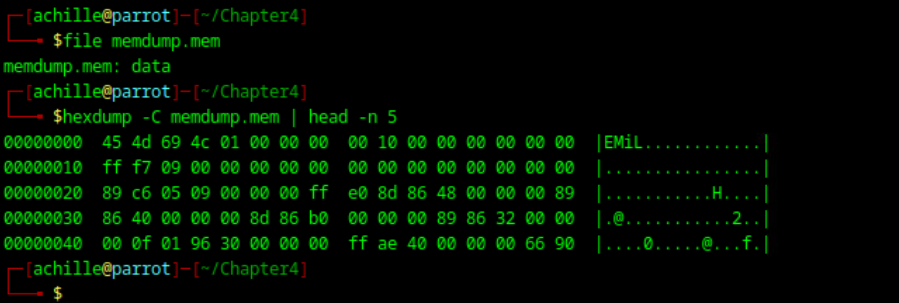 ┌─[achille@parrot]─[~/Chapter4]
└──╼ $file memdump.mem
memdump.mem: data
┌─[achille@parrot]─[~/Chapter4]
└──╼ $hexdump -C memdump.mem | head -n 5
00000000  45 4d 69 4c 01 00 00 00  00 10 00 00 00 00 00 00  |EMiL............|
00000010  ff f7 09 00 00 00 00 00  00 00 00 00 00 00 00 00  |................|
00000020  89 c6 05 09 00 00 00 ff  e0 8d 86 48 00 00 00 89  |...........H....|
00000030  86 40 00 00 00 8d 86 b0  00 00 00 89 86 32 00 00  |.@...........2..|
00000040  00 0f 01 96 30 00 00 00  ff ae 40 00 00 00 66 90  |....0.....@...f.|
┌─[achille@parrot]─[~/Chapter4]
└──╼ $